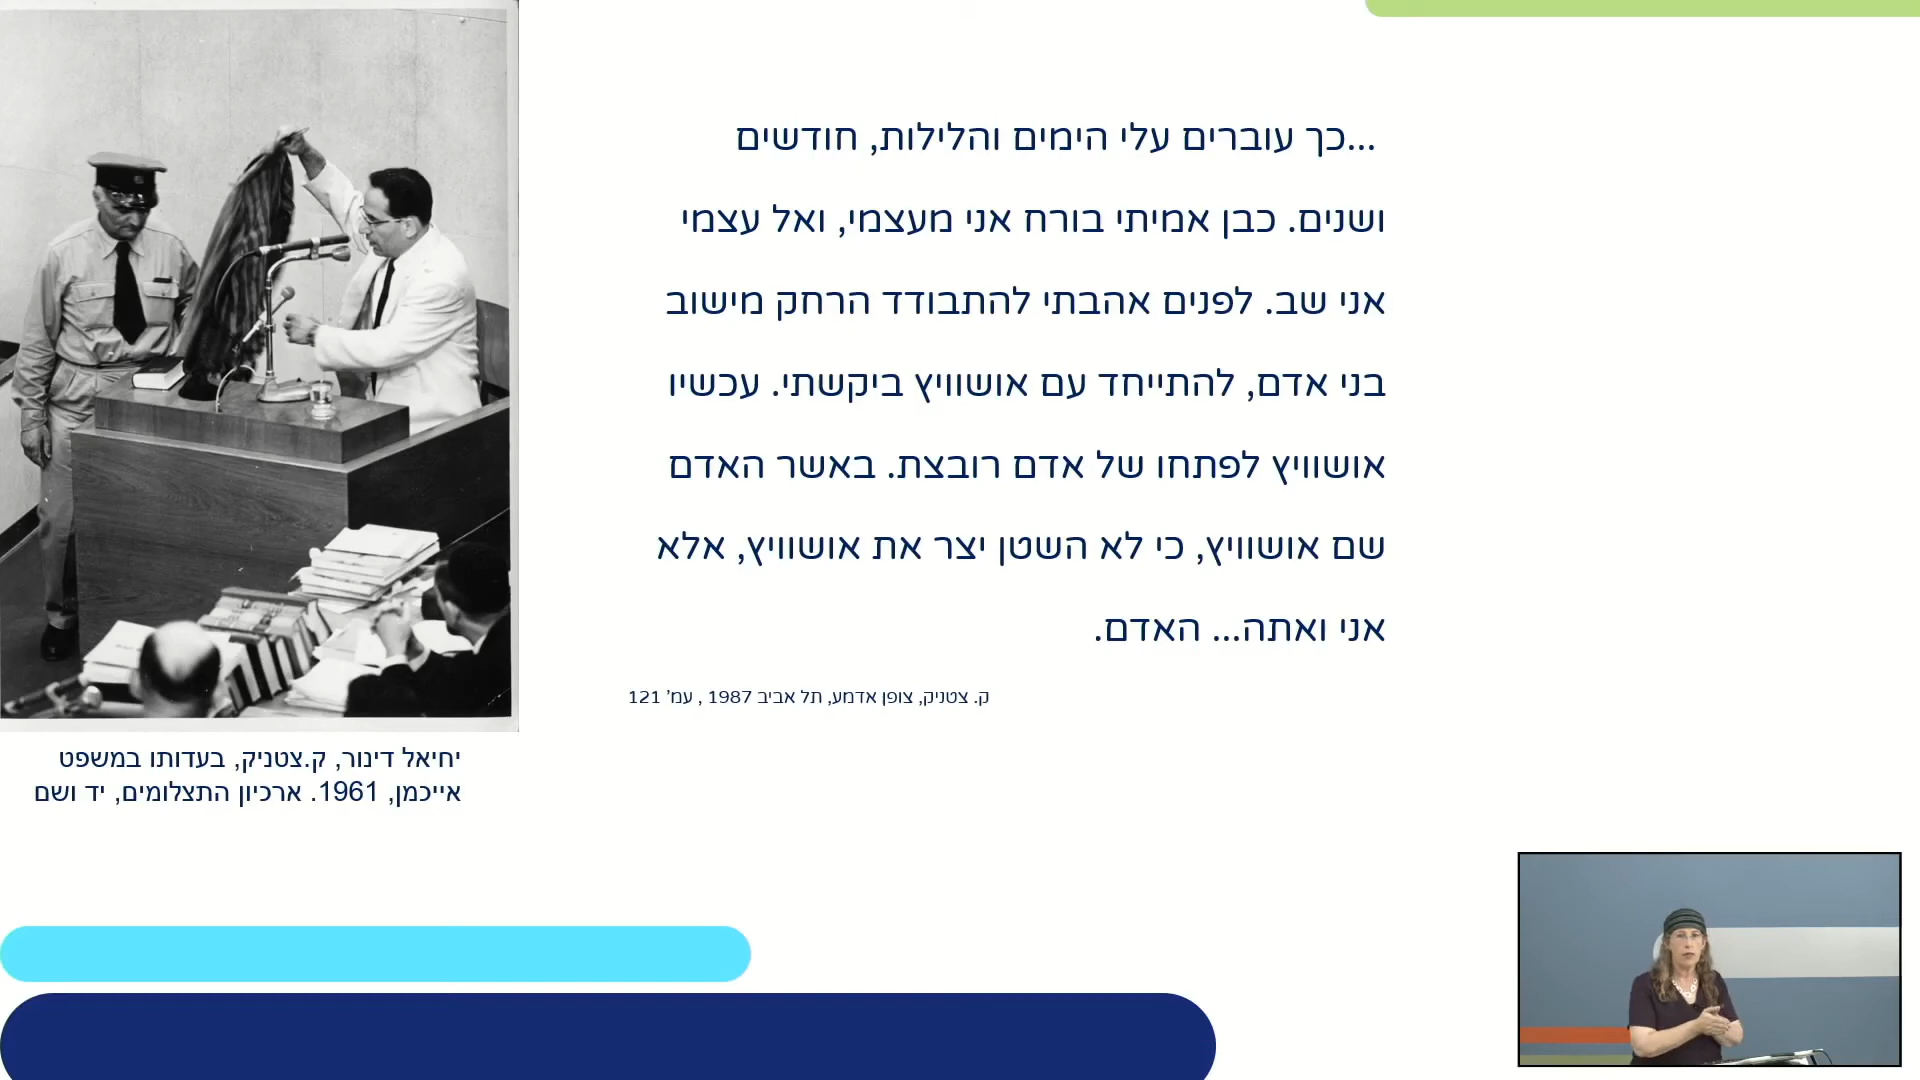 ...כך עוברים עלי הימים והלילות, חודשים
ושנים. כבן אמיתי בורח אני מעצמי, ואל עצמי
אני שב. לפנים אהבתי להתבודד הרחק מישוב
בני אדם, להתייחד עם אושוויץ ביקשתי. עכשיו
אושוויץ לפתחו של אדם רובצת. באשר האדם
שם אושוויץ, כי לא השטן יצר את אושוויץ, אלא
אני ואתה... האדם.
ק. צטניק, צופן אדמע, תל אביב 1987 , עמ' 121
יחיאל דינור, ק.צטניק, בעדותו במשפט
אייכמן, 1961. ארכיון התצלומים, יד ושם